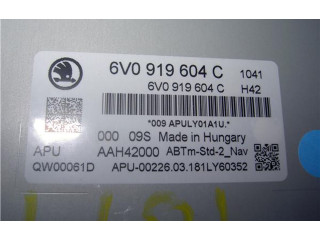 6V0 919 604 C 1041
6V0 919 604 C H42
*009 APULY01A1U.*
000 09S Made in Hungary
APU AAH42000 ABTm-Std-2_Nav
QW00061D APU-00226.03.181LY60352